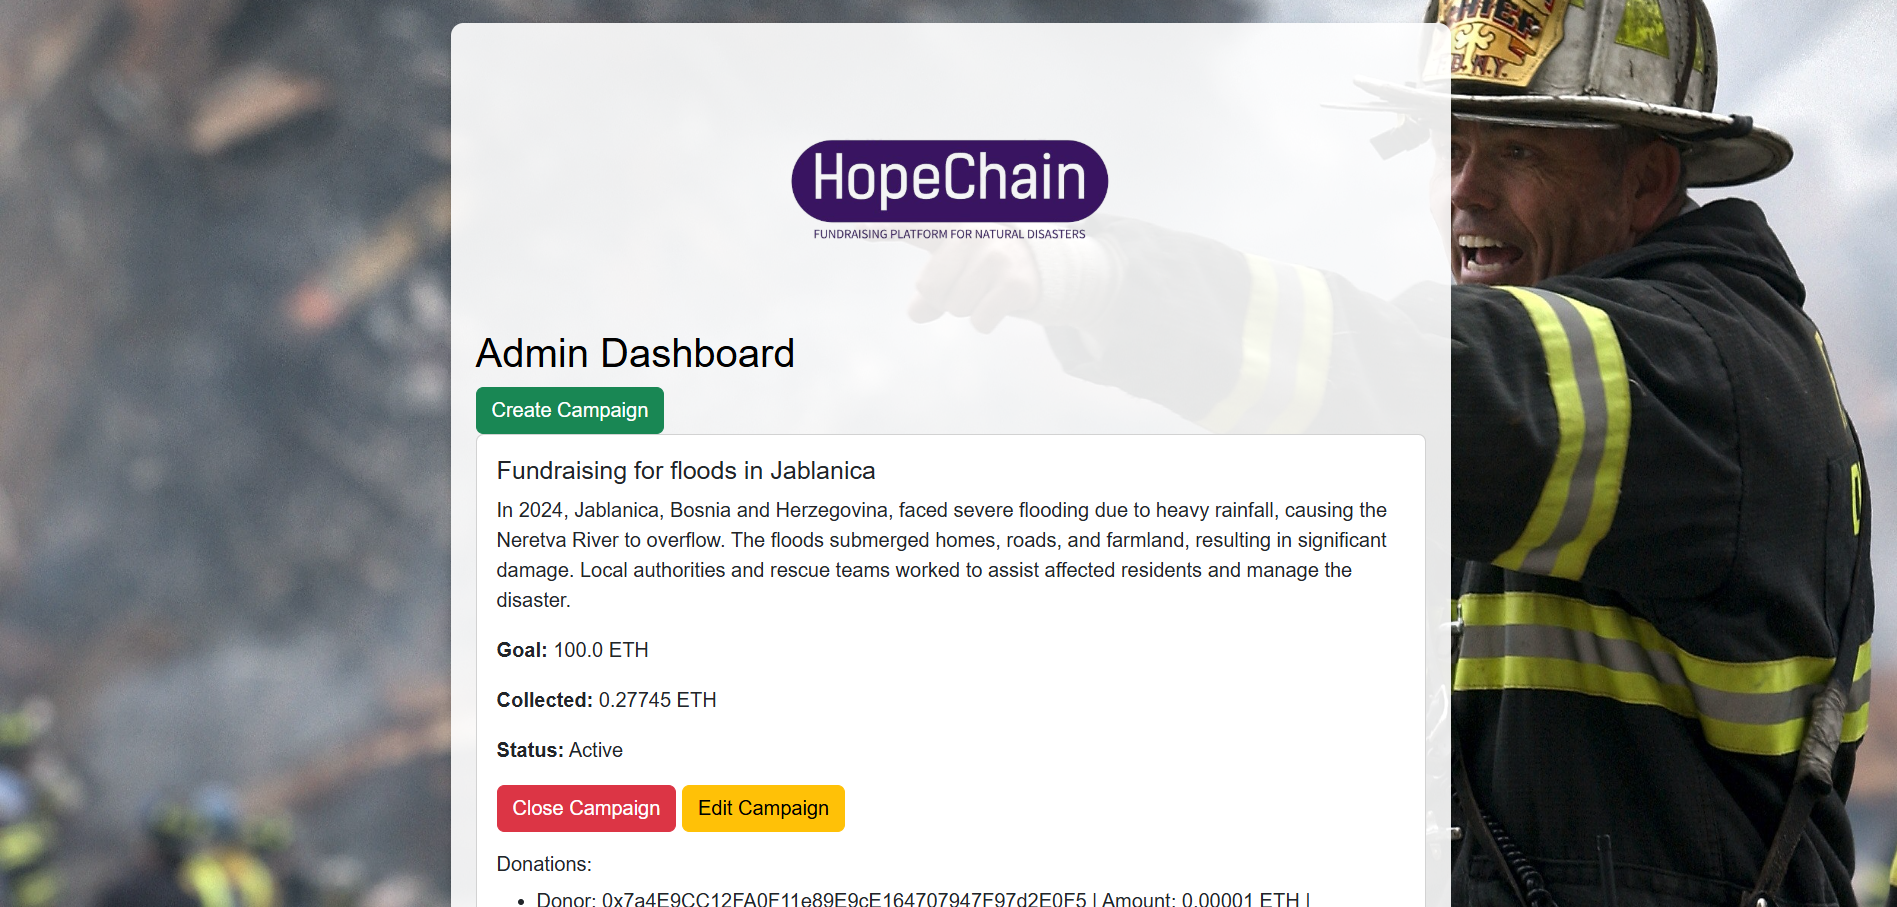 CHIEF
F.D.N.Y.
HopeChain
FUNDRAISING PLATFORM FOR NATURAL DISASTERS
Admin Dashboard
Create Campaign
Fundraising for floods in Jablanica
In 2024, Jablanica, Bosnia and Herzegovina, faced severe flooding due to heavy rainfall, causing the
Neretva River to overflow. The floods submerged homes, roads, and farmland, resulting in significant
damage. Local authorities and rescue teams worked to assist affected residents and manage the
disaster.
Goal: 100.0 ETH
Collected: 0.27745 ETH
Status: Active
Close Campaign Edit Campaign
Donations:
• Donor: 0x7a4E9CC12FA0F11e89E9cE164707947F97d2E0F5 | Amount: 0.00001 ETH |